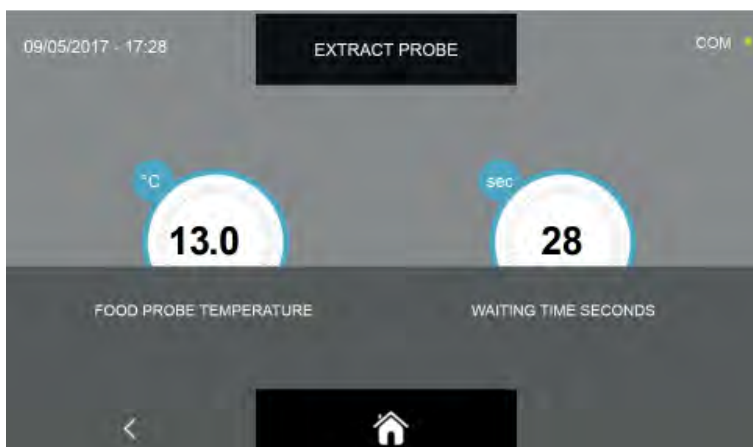 09/05/2017 - 17:28
EXTRACT PROBE
COM
°C
13.0
sec
28
FOOD PROBE TEMPERATURE
WAITING TIME SECONDS